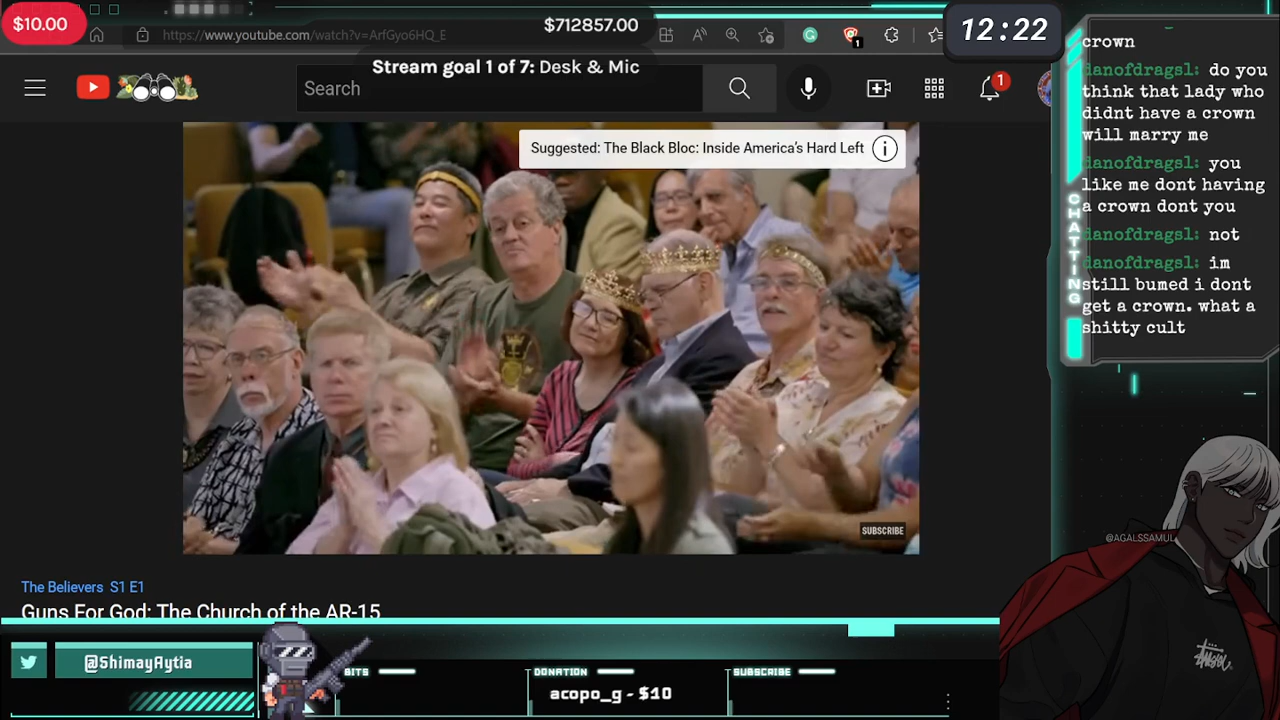 $10.00
$712857.00
12:22
https://www.youtube.com/watch?v=ArfGyo6HQ_E
1
Stream goal 1 of 7: Desk & Mic
Search
1
Suggested: The Black Bloc: Inside America's Hard Left
SUBSCRIBE
The Believers S1 E1
Guns For God: The Church of the AR-15
crown
danofdragsl: do you
think that lady who
didnt have a crown
will marry me
danofdragsl: you
like me dont having
a crown dont you
danofdragsl: not
danofdragsl: im
still bumed i dont
get a crown. what a
shitty cult
CHATTING
@AGALSSAMUL
@ShimayAytia
BITS
DONATION
SUBSCRIBE
acopo_g - $10